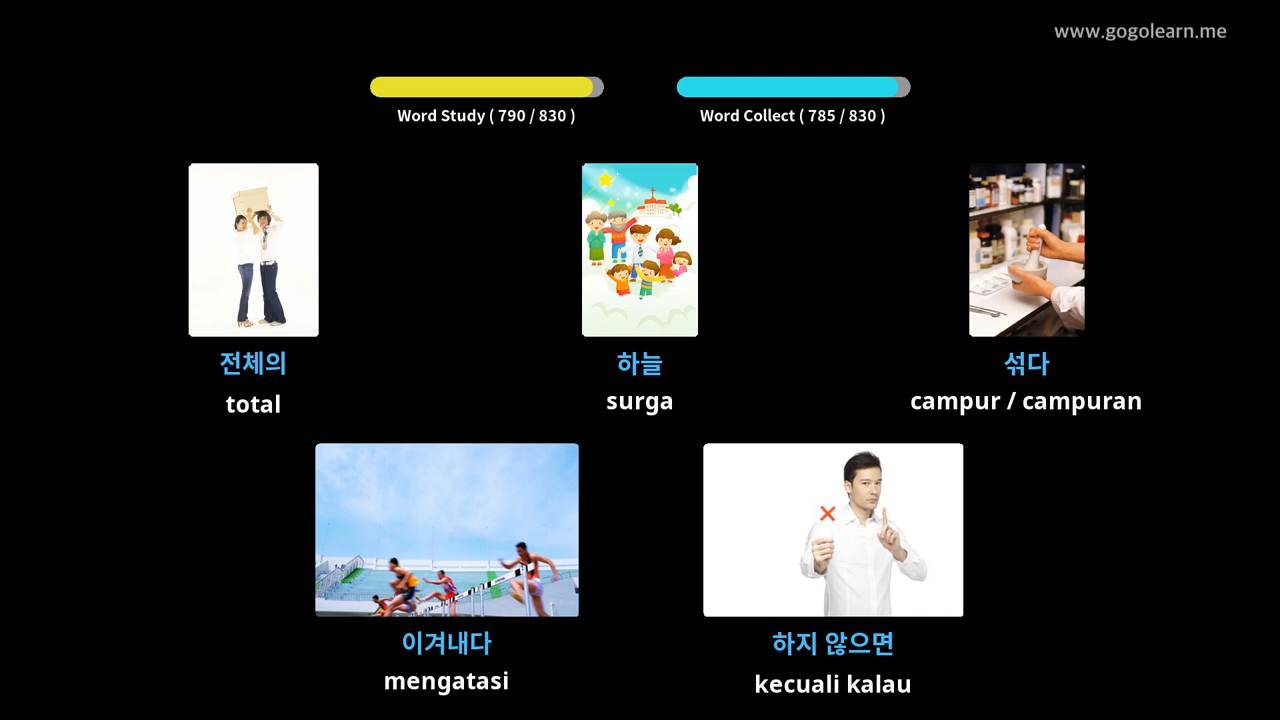 www.gogolearn.me
Word Study ( 790 / 830 )
Word Collect ( 785 / 830 )
전체의
total
하늘
surga
섞다
campur / campuran
이겨내다
mengatasi
하지 않으면
kecuali kalau